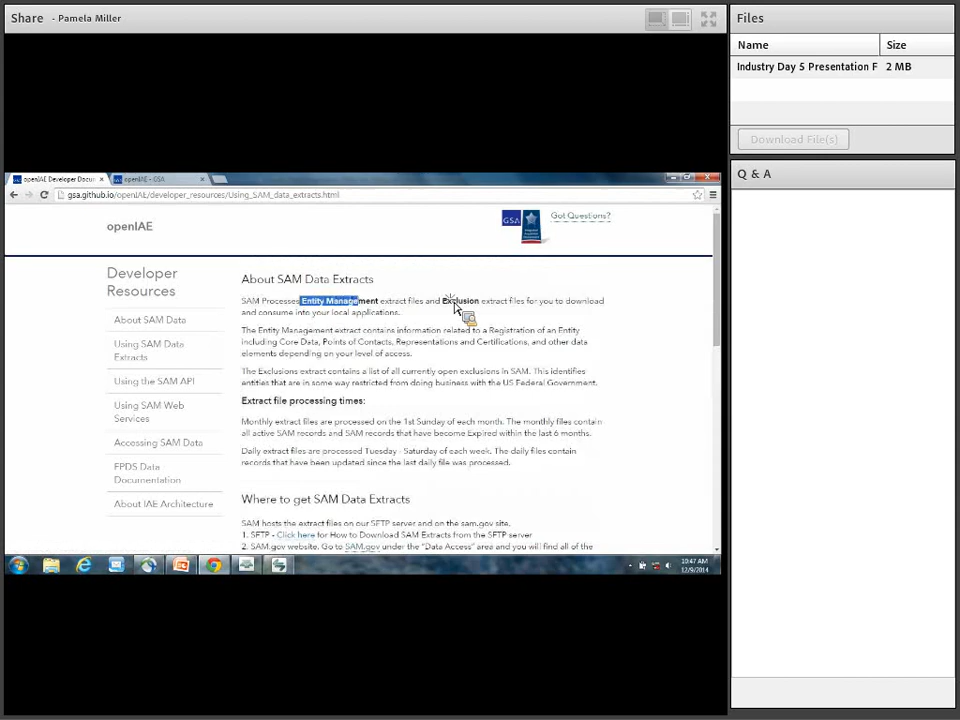 Share - Pamela Miller
Files
Name Size
Industry Day 5 Presentation F 2 MB
Download File(s)
Q & A
openIAE Developer Docum
openIAE - GSA
gsa.github.io/openIAE/developer_resources/Using_SAM_data_extracts.html
openIAE
GSA
Got Questions?
Developer
Resources
About SAM Data
Using SAM Data
Extracts
Using the SAM API
Using SAM Web
Services
Accessing SAM Data
FPDS Data
Documentation
About IAE Architecture
About SAM Data Extracts
SAM Processes Entity Management extract files and Exclusion extract files for you to download
and consume into your local applications.
The Entity Management extract contains information related to a Registration of an Entity
including Core Data, Points of Contacts, Representations and Certifications, and other data
elements depending on your level of access.
The Exclusions extract contains a list of all currently open exclusions in SAM. This identifies
entities that are in some way restricted from doing business with the US Federal Government.
Extract file processing times:
Monthly extract files are processed on the 1st Sunday of each month. The monthly files contain
all active SAM records and SAM records that have become Expired within the last 6 months.
Daily extract files are processed Tuesday - Saturday of each week. The daily files contain
records that have been updated since the last daily file was processed.
Where to get SAM Data Extracts
SAM hosts the extract files on our SFTP server and on the sam.gov site.
1. SFTP - Click here for How to Download SAM Extracts from the SFTP server
2. SAM.gov website. Go to SAM.gov under the "Data Access" area and you will find all of the
10:47 AM
12/9/2014